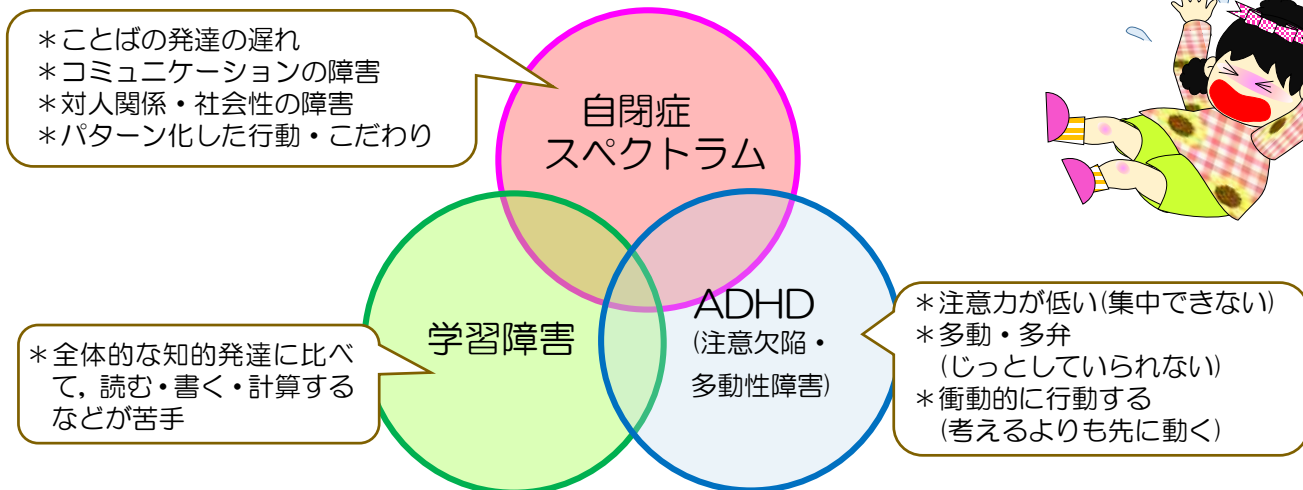 ＊ことばの発達の遅れ
＊コミュニケーションの障害
＊対人関係・社会性の障害
＊パターン化した行動・こだわり
自閉症
スペクトラム
学習障害
＊全体的な知的発達に比べ
て，読む・書く・計算する
などが苦手
ADHD
(注意欠陥・
多動性障害)
＊注意力が低い(集中できない)
＊多動・多弁
(じっとしていられない)
＊衝動的に行動する
(考えるよりも先に動く)